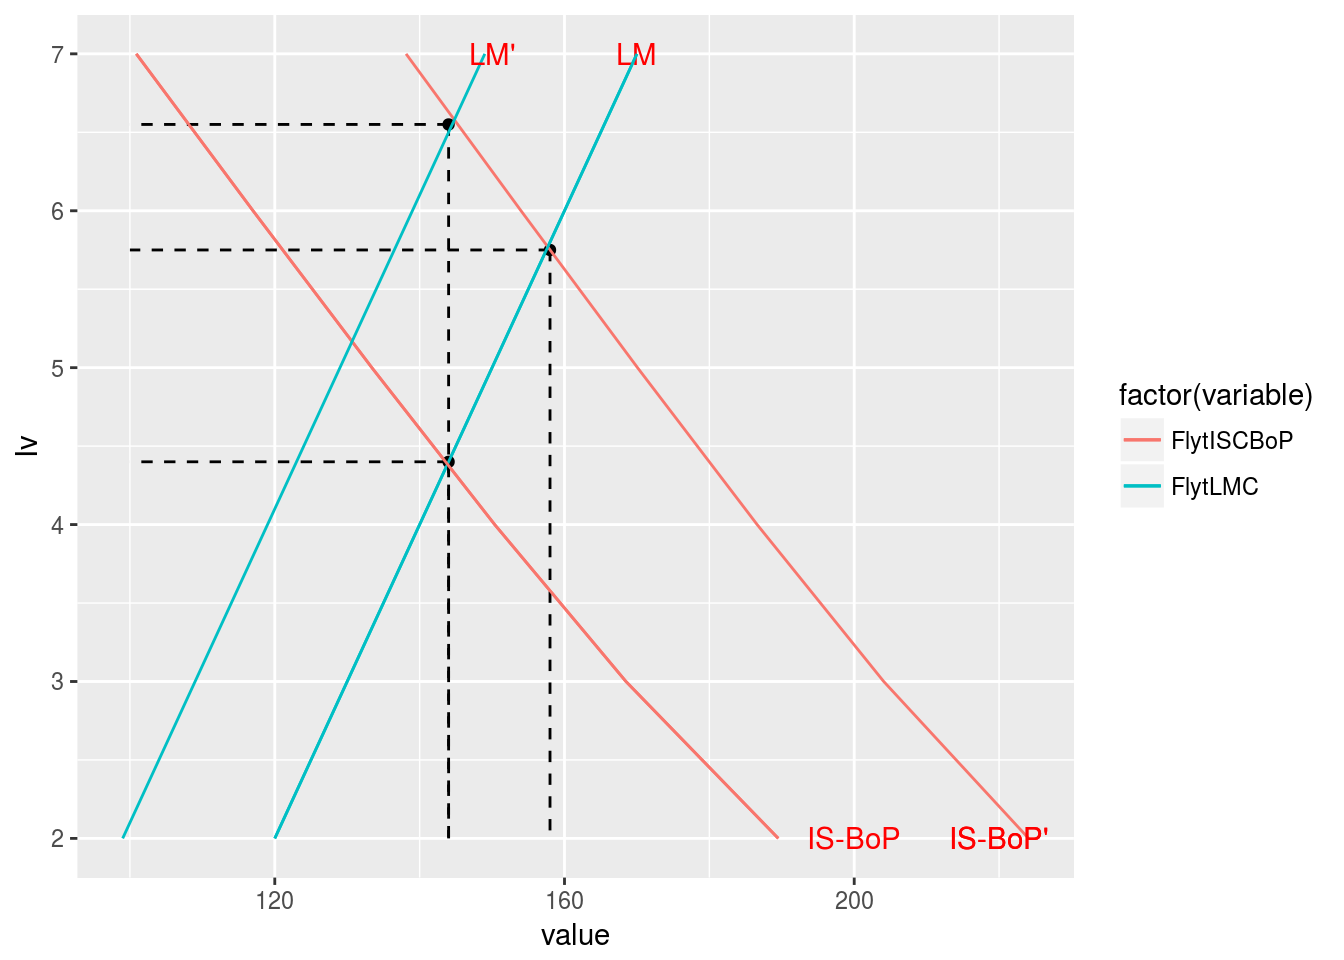 LM'
LM
7
6
5
4
3
2
Iv
IS-BoP
IS-BoP'
120
160
200
value
factor(variable)
FlytISCBoP
FlytLMC